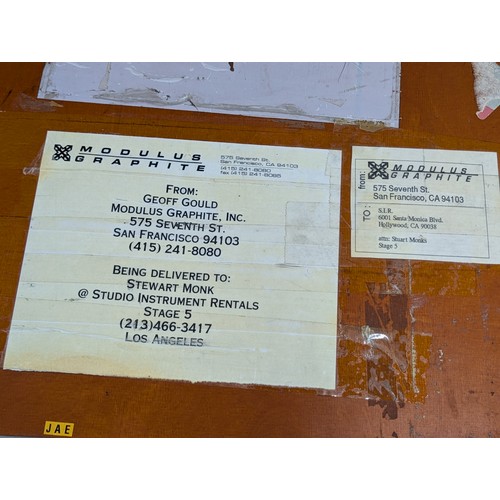 MODULUS
GRAPHITE
575 Seventh St.
San Francisco, CA 94103
(415) 241-8080
fax (415) 241-8085
FROM:
GEOFF GOULD
MODULUS GRAPHITE, INC.
575 SEVENTH ST.
SAN FRANCISCO 94103
(415) 241-8080
BEING DELIVERED TO:
STEWART MONK
@ STUDIO INSTRUMENT RENTALS
STAGE 5
(213)466-3417
LOS ANGELES
from:
MODULUS
GRAPHITE
575 Seventh St.
San Francisco, CA 94103
TO:
S.I.R.
6001 Santa Monica Blvd.
Hollywood, CA 90038
attn: Stuart Monks
Stage 5
JAE